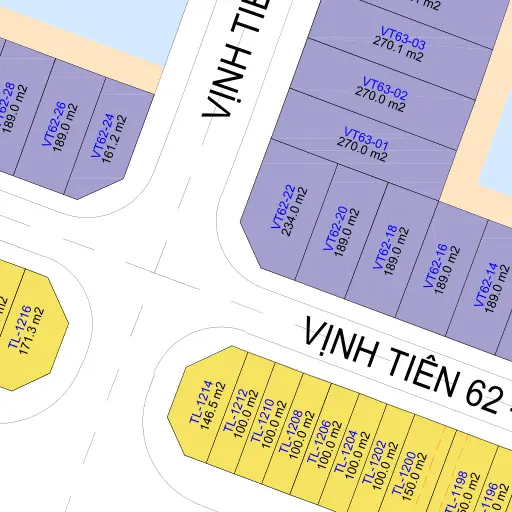 VỊNH TIÊ
VT63-03
270.1 m2
VT63-02
270.0 m2
VT63-01
270.0 m2
189.0 m2
VT62-26
189.0 m2
VT62-24
161.2 m2
VT62-22
234.0 m2
VT62-20
189.0 m2
VT62-18
189.0 m2
VT62-16
189.0 m2
VT62-14
189.0 m2
VỊNH TIÊN 62
TL-1216
171.3 m2
TL-1214
146.5 m2
TL-1212
100.0 m2
TL-1210
100.0 m2
TL-1208
100.0 m2
TL-1206
100.0 m2
TL-1204
100.0 m2
TL-1202
100.0 m2
TL-1200
150.0 m2
TL-1198